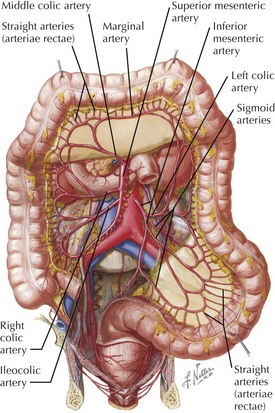 Middle colic artery
Straight arteries
(arteriae rectae)
Marginal
artery
Superior mesenteric
artery
Inferior
mesenteric
artery
Left colic
artery
Sigmoid
arteries
Right
colic
artery
Ileocolic
artery
Straight
arteries
(arteriae
rectae)
F. Netter